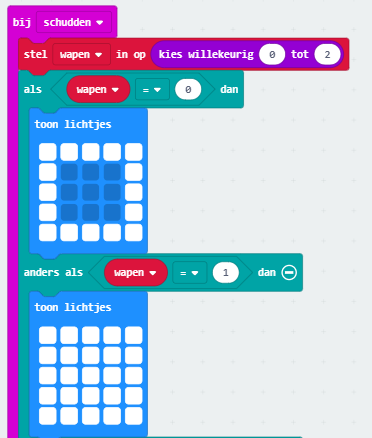 bij schudden
stel wapen in op kies willekeurig 0 tot 2
als wapen = 0 dan
toon lichtjes
anders als wapen = 1 dan
toon lichtjes